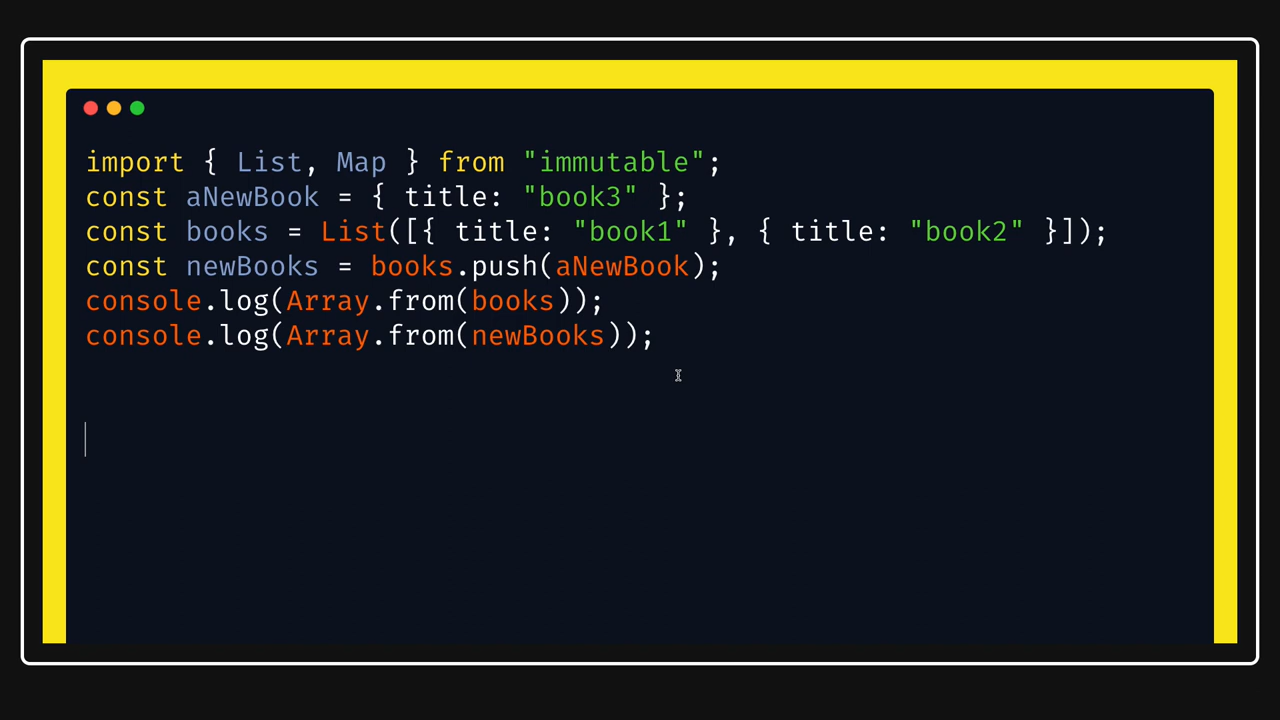 import { List, Map } from "immutable";
const aNewBook = { title: "book3" };
const books = List([{ title: "book1" }, { title: "book2" }]);
const newBooks = books.push(aNewBook);
console.log(Array.from(books));
console.log(Array.from(newBooks));